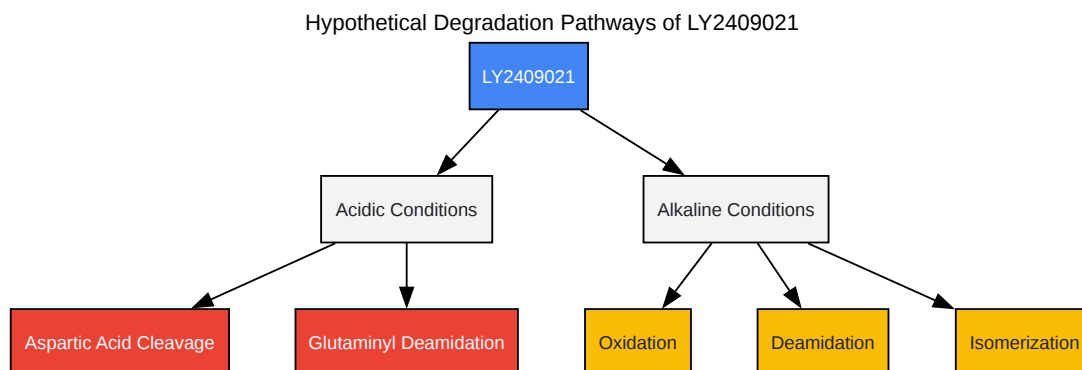 Hypothetical Degradation Pathways of LY2409021
LY2409021
Acidic Conditions
Alkaline Conditions
Aspartic Acid Cleavage
Glutaminyl Deamidation
Oxidation
Deamidation
Isomerization